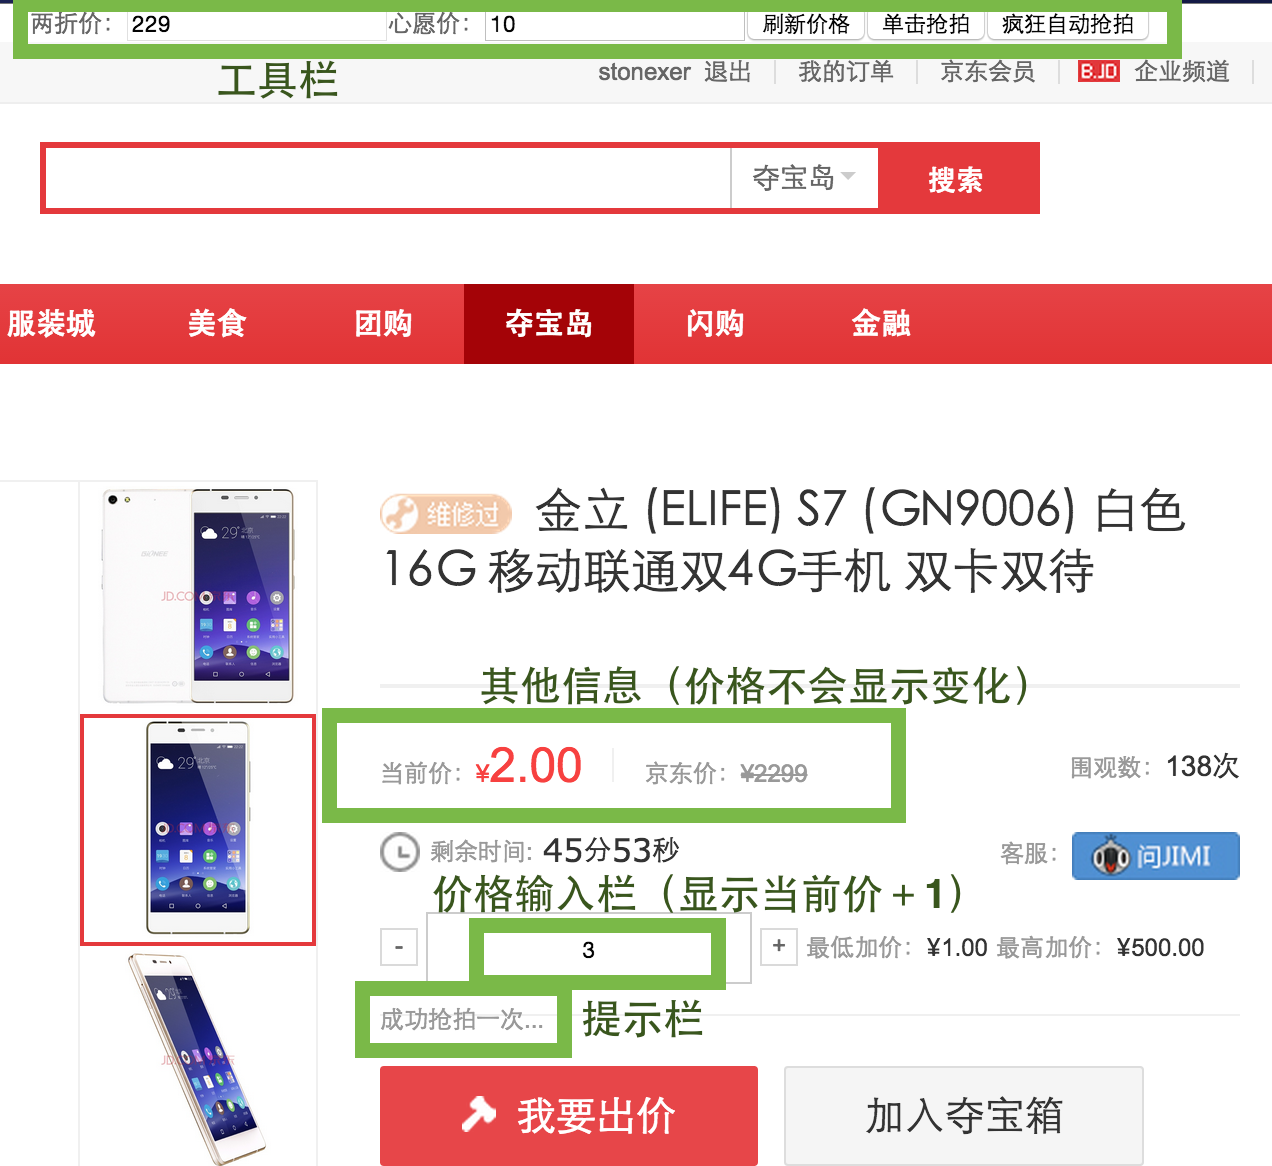 两折价： 229 心愿价： 10 刷新价格 单击抢拍 疯狂自动抢拍
工具栏
stonexer 退出 我的订单 京东会员 B.JD 企业频道
夺宝岛 搜索
服装城 美食 团购 夺宝岛 闪购 金融
维修过 金立 (ELIFE) S7 (GN9006) 白色
16G 移动联通双4G手机 双卡双待
其他信息（价格不会显示变化）
当前价： ¥2.00 京东价： ¥2299 围观数： 138次
剩余时间: 45分53秒 客服： 问JIMI
价格输入栏（显示当前价＋1）
- 3 + 最低加价： ¥1.00 最高加价： ¥500.00
成功抢拍一次... 提示栏
我要出价 加入夺宝箱